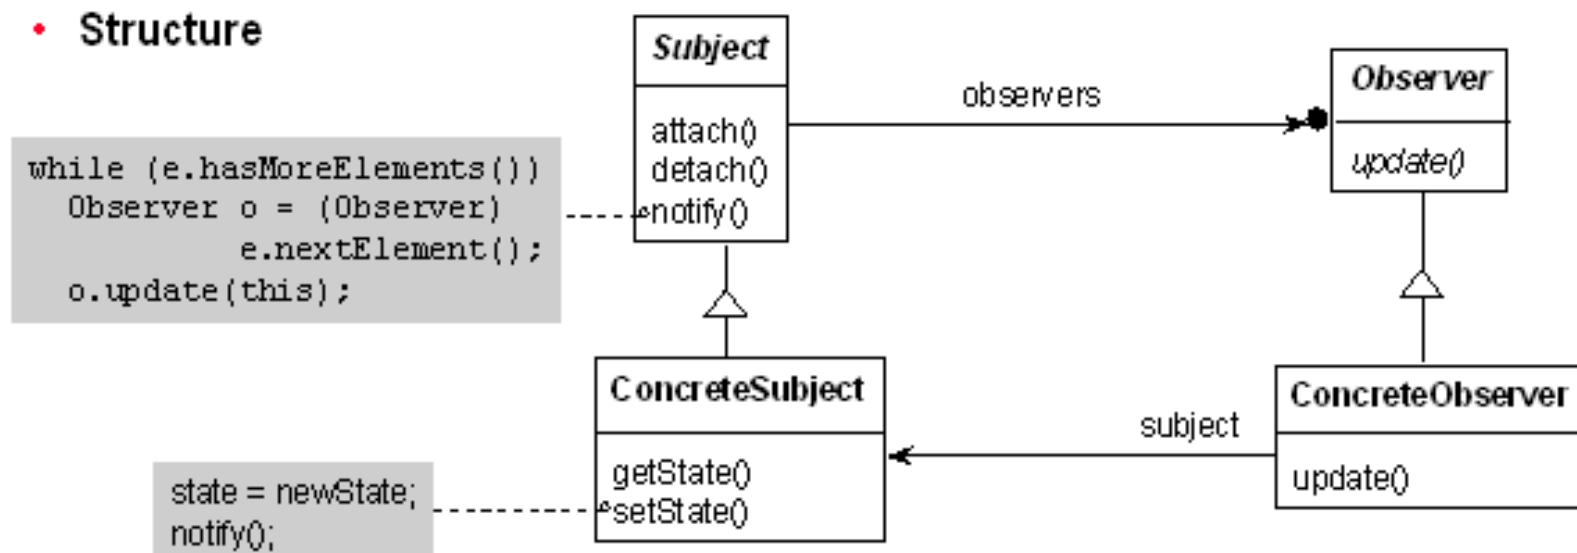 • Structure
Subject
attach()
detach()
notify()
observers
Observer
update()
while (e.hasMoreElements())
Observer o = (Observer)
e.nextElement();
o.update(this);
ConcreteSubject
getState()
setState()
subject
ConcreteObserver
update()
state = newState;
notify();